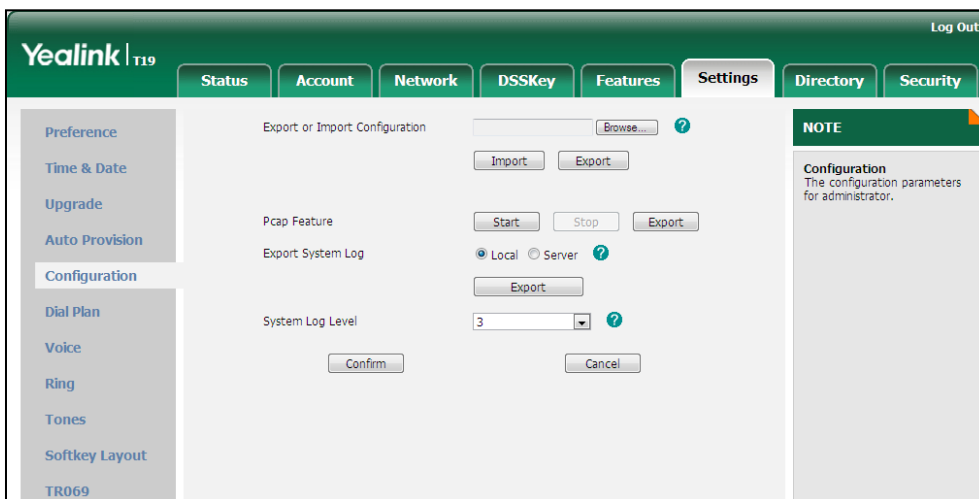 Log Out
Yealink T19
Status Account Network DSSKey Features Settings Directory Security
Preference
Time & Date
Upgrade
Auto Provision
Configuration
Dial Plan
Voice
Ring
Tones
Softkey Layout
TR069
Export or Import Configuration Browse... ?
Import Export
Pcap Feature Start Stop Export
Export System Log Local Server ?
Export
System Log Level 3 ?
Confirm Cancel
NOTE
Configuration
The configuration parameters
for administrator.